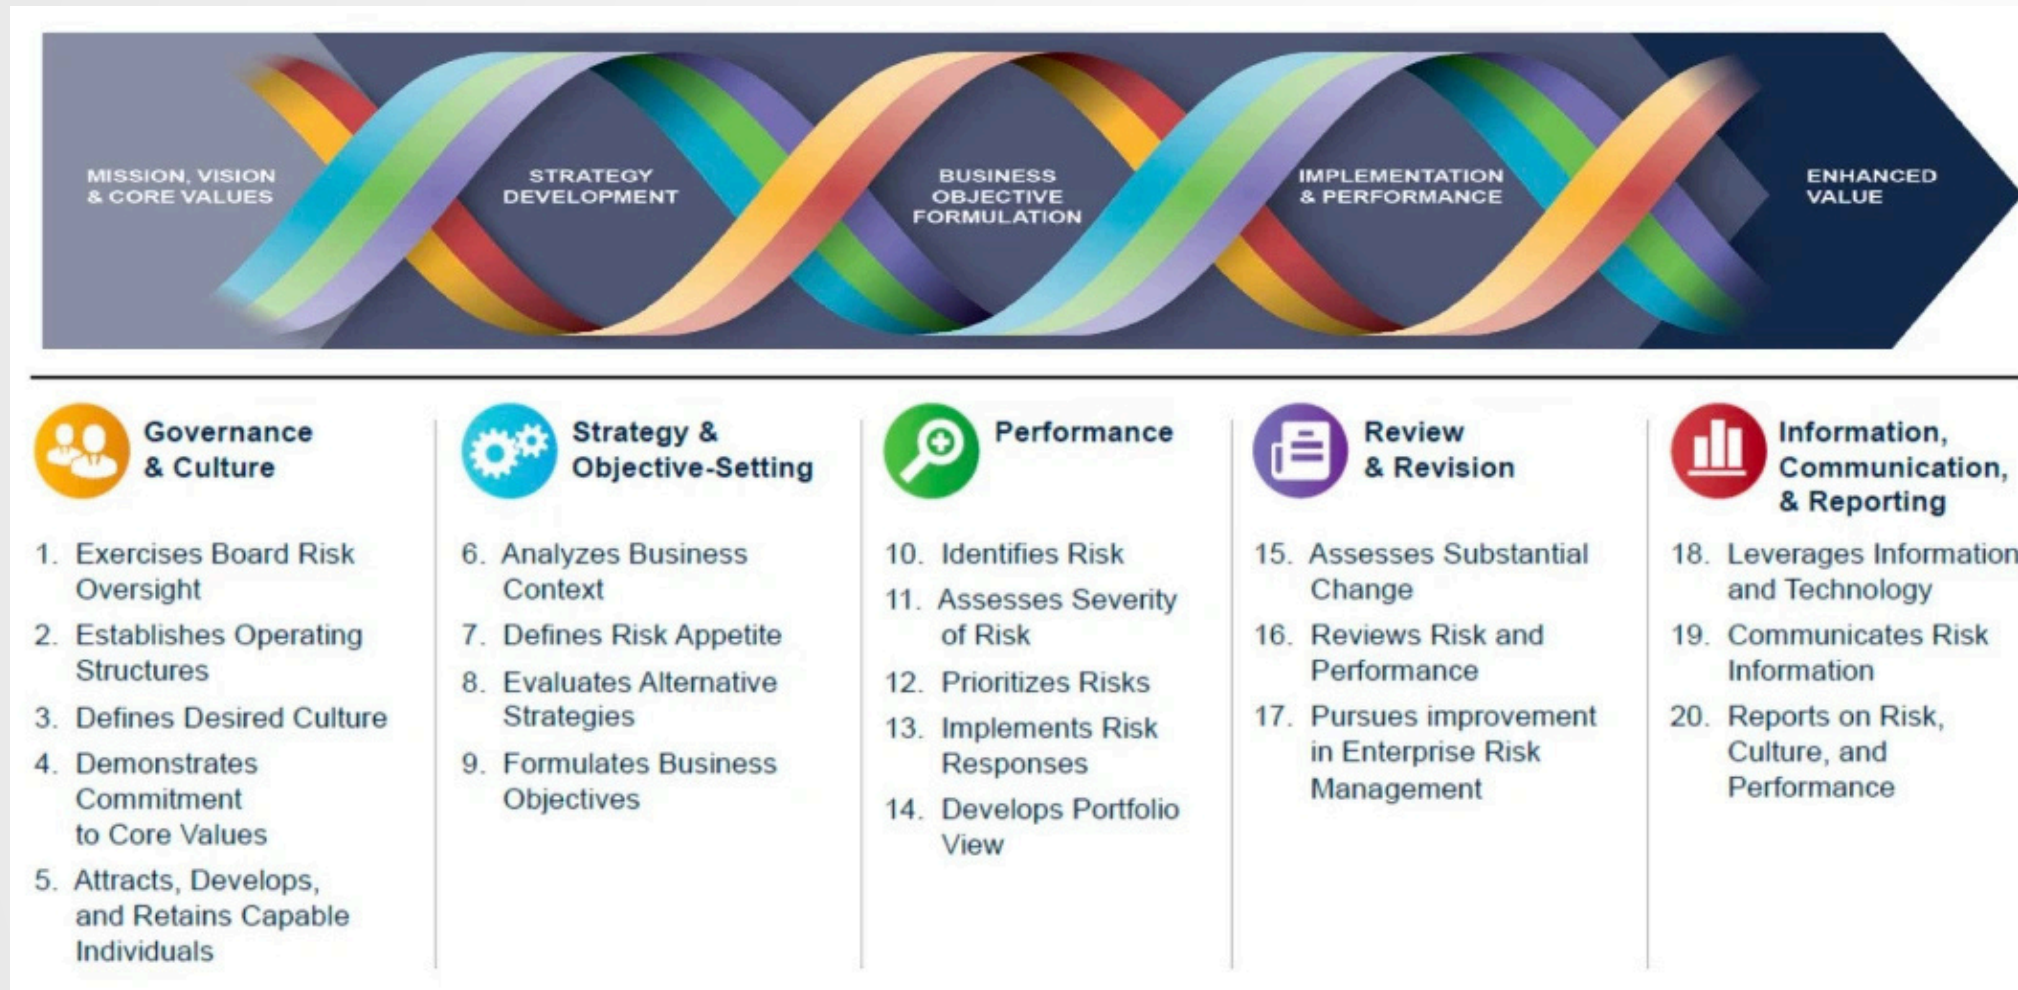 MISSION, VISION
& CORE VALUES
STRATEGY
DEVELOPMENT
BUSINESS
OBJECTIVE
FORMULATION
IMPLEMENTATION
& PERFORMANCE
ENHANCED
VALUE
Governance
& Culture
1. Exercises Board Risk
Oversight
2. Establishes Operating
Structures
3. Defines Desired Culture
4. Demonstrates
Commitment
to Core Values
5. Attracts, Develops,
and Retains Capable
Individuals
Strategy &
Objective-Setting
6. Analyzes Business
Context
7. Defines Risk Appetite
8. Evaluates Alternative
Strategies
9. Formulates Business
Objectives
Performance
10. Identifies Risk
11. Assesses Severity
of Risk
12. Prioritizes Risks
13. Implements Risk
Responses
14. Develops Portfolio
View
Review
& Revision
15. Assesses Substantial
Change
16. Reviews Risk and
Performance
17. Pursues improvement
in Enterprise Risk
Management
Information,
Communication,
& Reporting
18. Leverages Information
and Technology
19. Communicates Risk
Information
20. Reports on Risk,
Culture, and
Performance